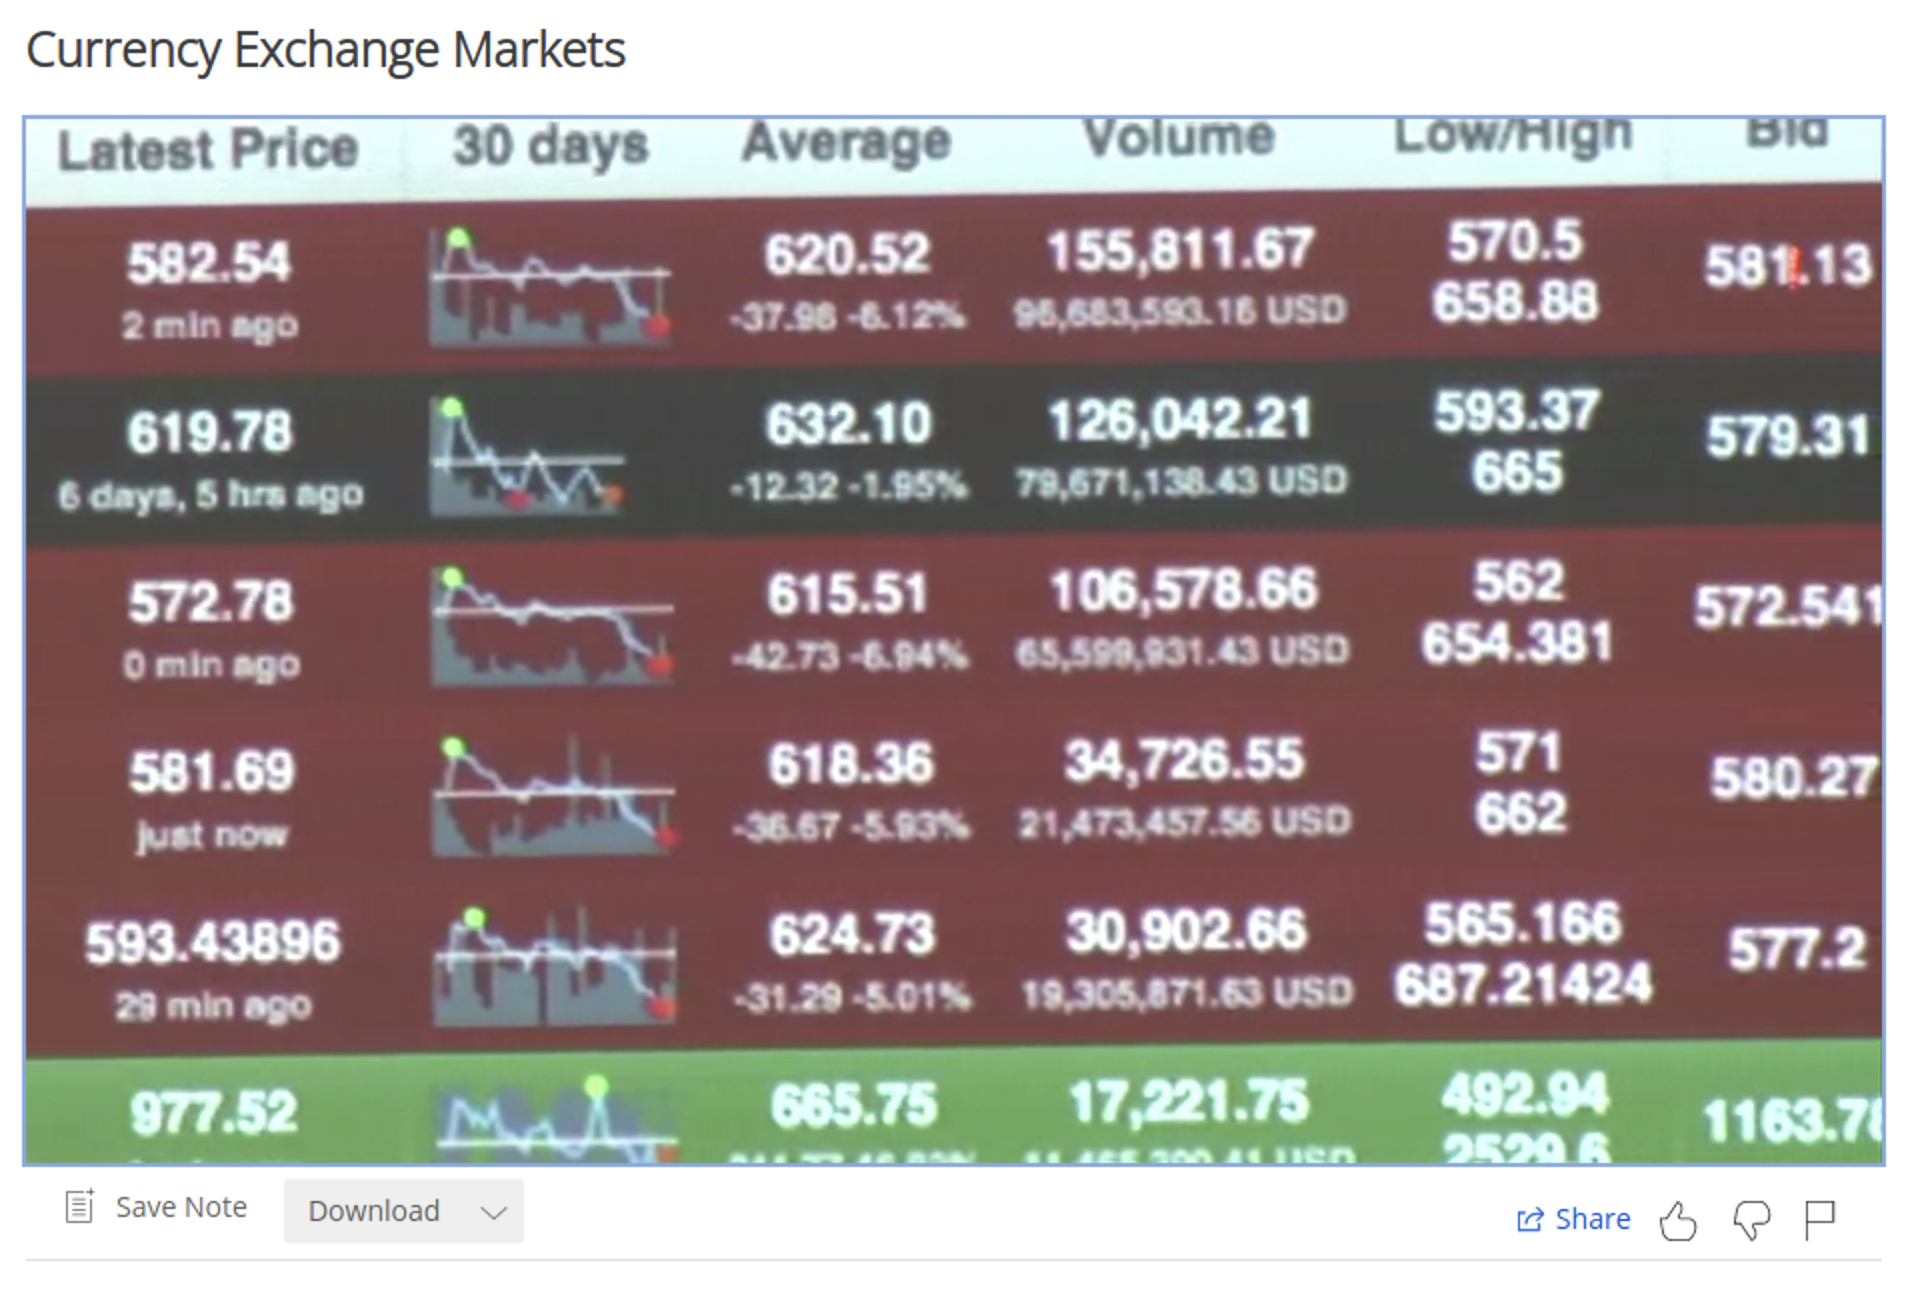 Currency Exchange Markets
Latest Price 30 days Average Volume Low/High Bid
582.54 620.52 155,811.67 570.5 581.13
2 min ago -37.98 -6.12% 96,683,593.16 USD 658.88
619.78 632.10 126,042.21 593.37 579.31
6 days, 5 hrs ago -12.32 -1.95% 79,671,138.43 USD 665
572.78 615.51 106,578.66 562 572.541
0 min ago -42.73 -6.94% 65,599,931.43 USD 654.381
581.69 618.36 34,726.55 571 580.27
just now -36.67 -5.93% 21,473,457.56 USD 662
593.43896 624.73 30,902.66 565.166 577.2
29 min ago -31.29 -5.01% 19,305,871.63 USD 687.21424
977.52 665.75 17,221.75 492.94 1163.78
USD 2529.6
Save Note Download Share